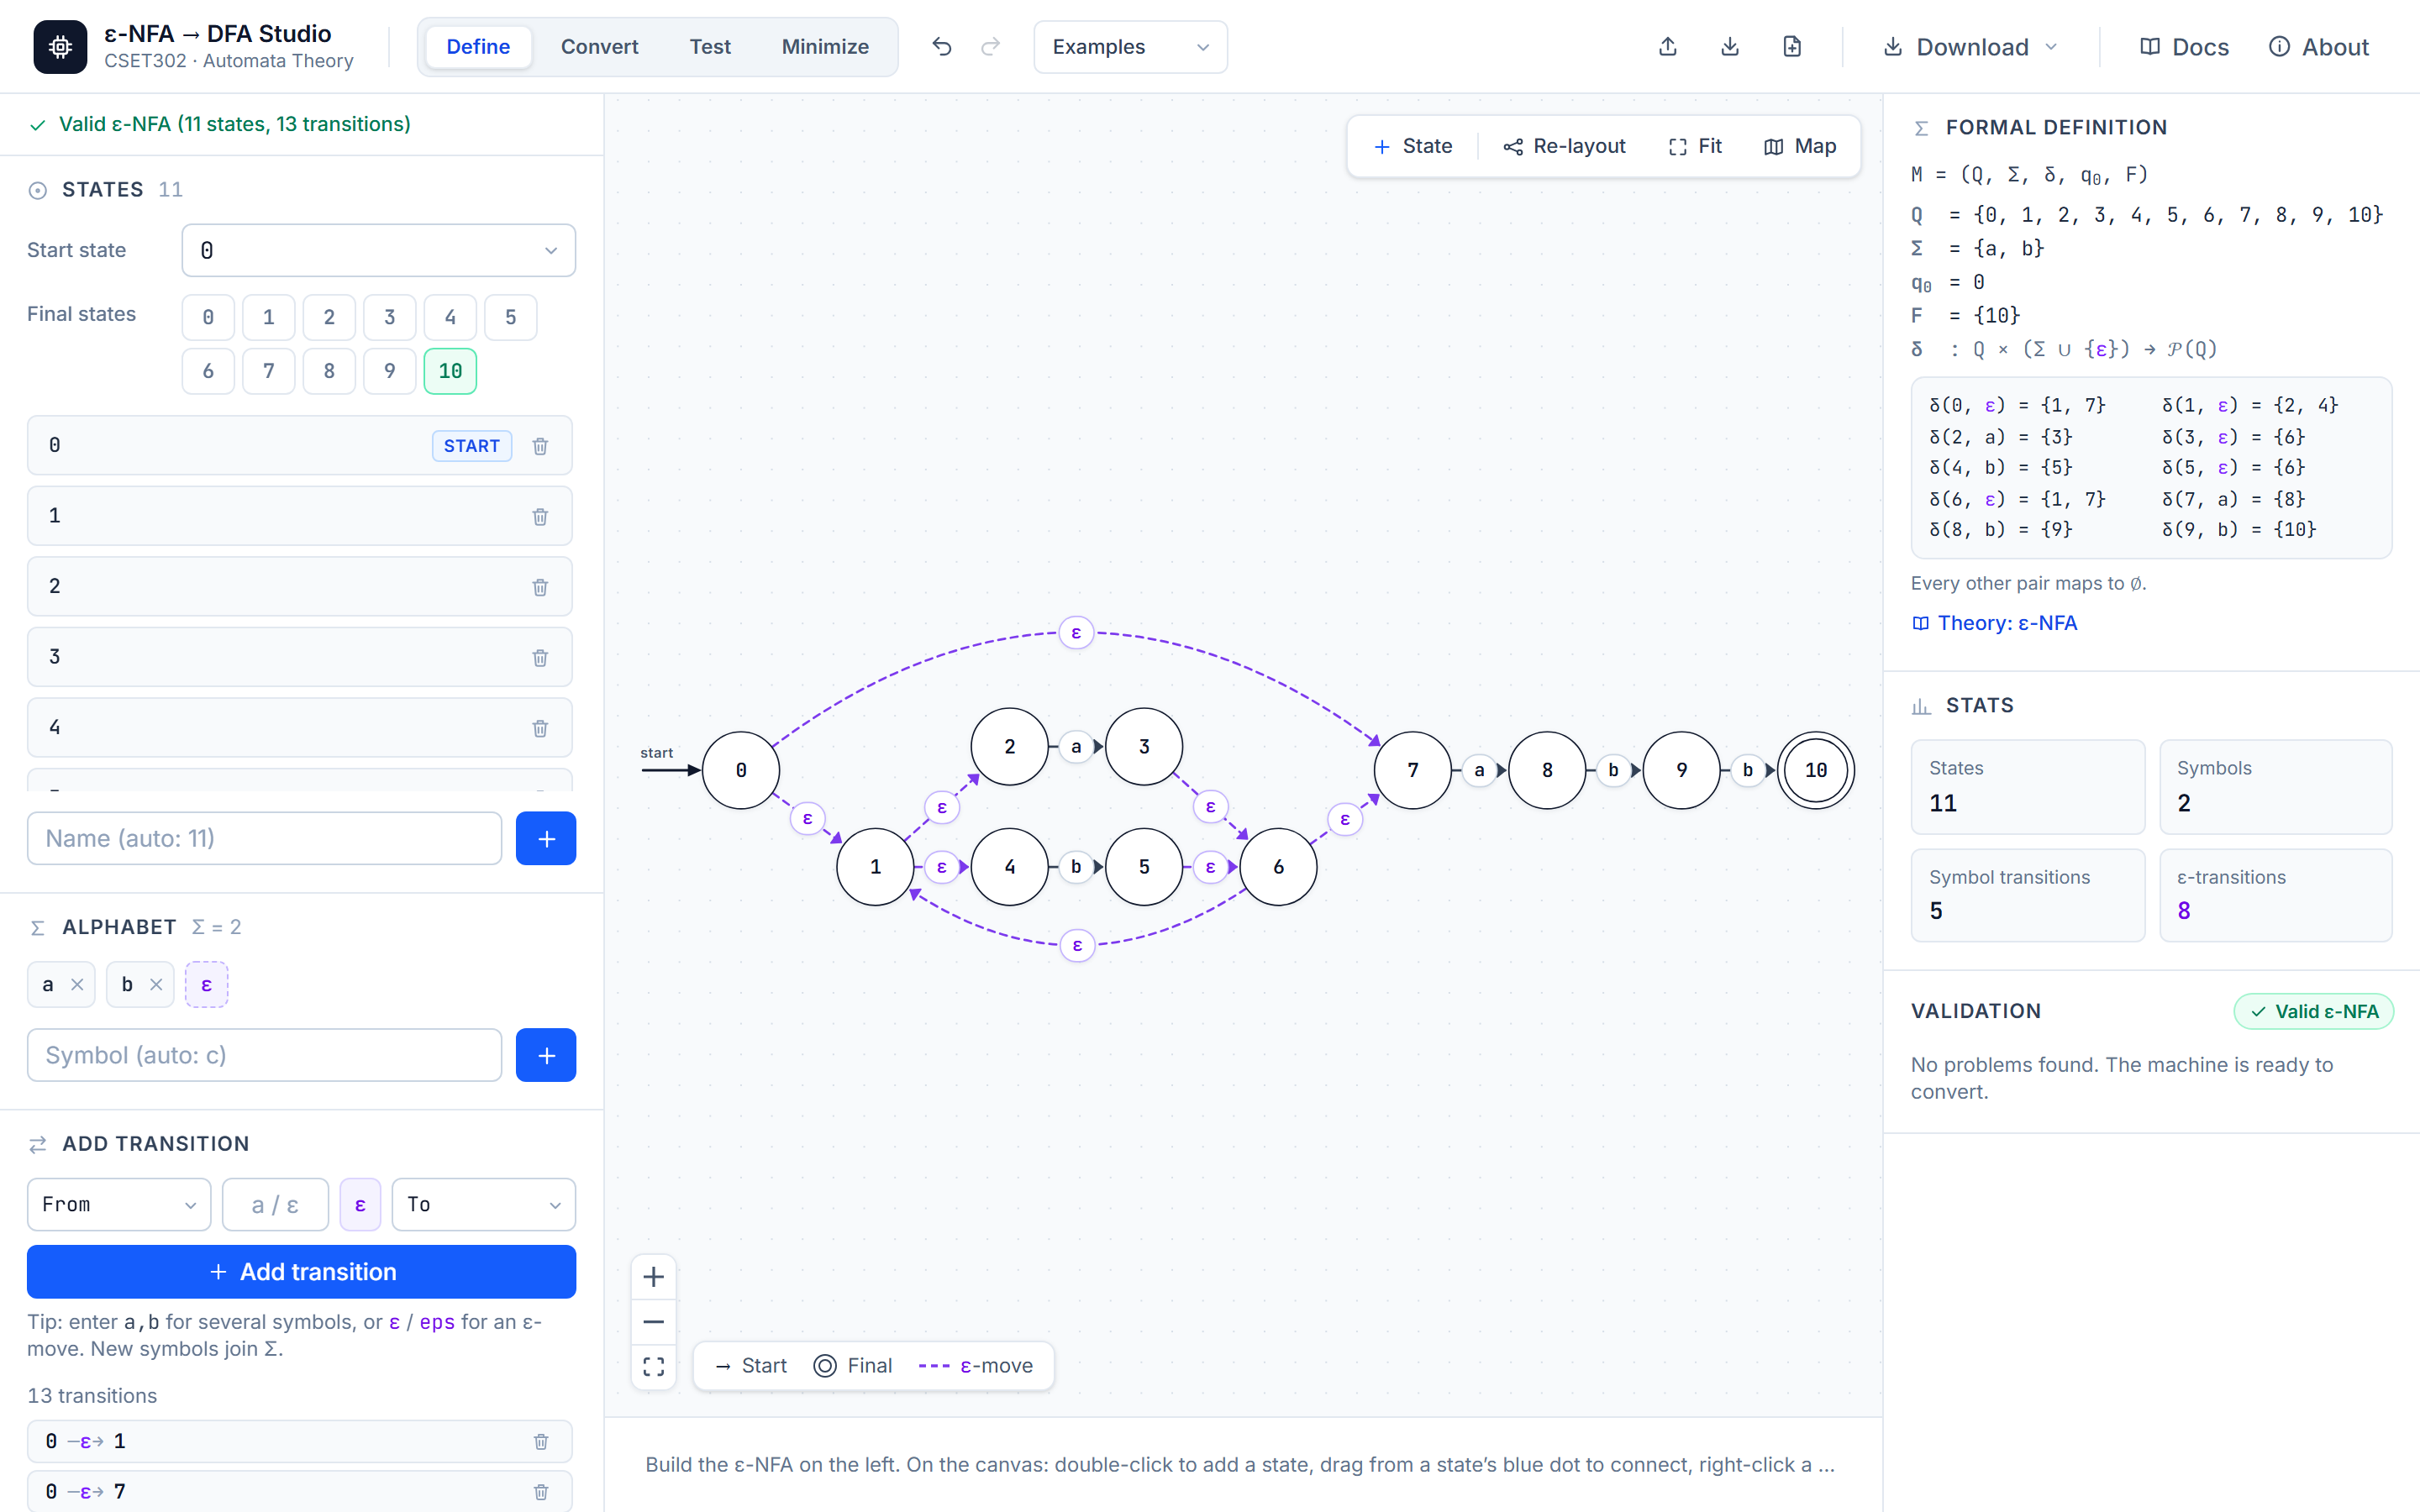 ε-NFA → DFA Studio
CSET302 · Automata Theory
Define
Convert
Test
Minimize
Examples
Download
Docs
About
Valid ε-NFA (11 states, 13 transitions)
STATES 11
Start state
0
Final states
0 1 2 3 4 5
6 7 8 9 10
0 START
1
2
3
4
Name (auto: 11)
ALPHABET Σ = 2
a b ε
Symbol (auto: c)
ADD TRANSITION
From a / ε ε To
Add transition
Tip: enter a,b for several symbols, or ε / eps for an ε-
move. New symbols join Σ.
13 transitions
0 —ε→ 1
0 —ε→ 7
State
Re-layout
Fit
Map
ε
start
0
2
a
3
7
a
8
b
9
b
10
ε
ε
ε
ε
1
ε
4
b
5
ε
6
ε
→ Start
Final
ε-move
Build the ε-NFA on the left. On the canvas: double-click to add a state, drag from a state’s blue dot to connect, right-click a ...
Σ FORMAL DEFINITION
M = (Q, Σ, δ, q₀, F)
Q = {0, 1, 2, 3, 4, 5, 6, 7, 8, 9, 10}
Σ = {a, b}
q₀ = 0
F = {10}
δ : Q × (Σ ∪ {ε}) → 𝒫(Q)
δ(0, ε) = {1, 7} δ(1, ε) = {2, 4}
δ(2, a) = {3} δ(3, ε) = {6}
δ(4, b) = {5} δ(5, ε) = {6}
δ(6, ε) = {1, 7} δ(7, a) = {8}
δ(8, b) = {9} δ(9, b) = {10}
Every other pair maps to ∅.
Theory: ε-NFA
STATS
States
11
Symbols
2
Symbol transitions
5
ε-transitions
8
VALIDATION
Valid ε-NFA
No problems found. The machine is ready to
convert.